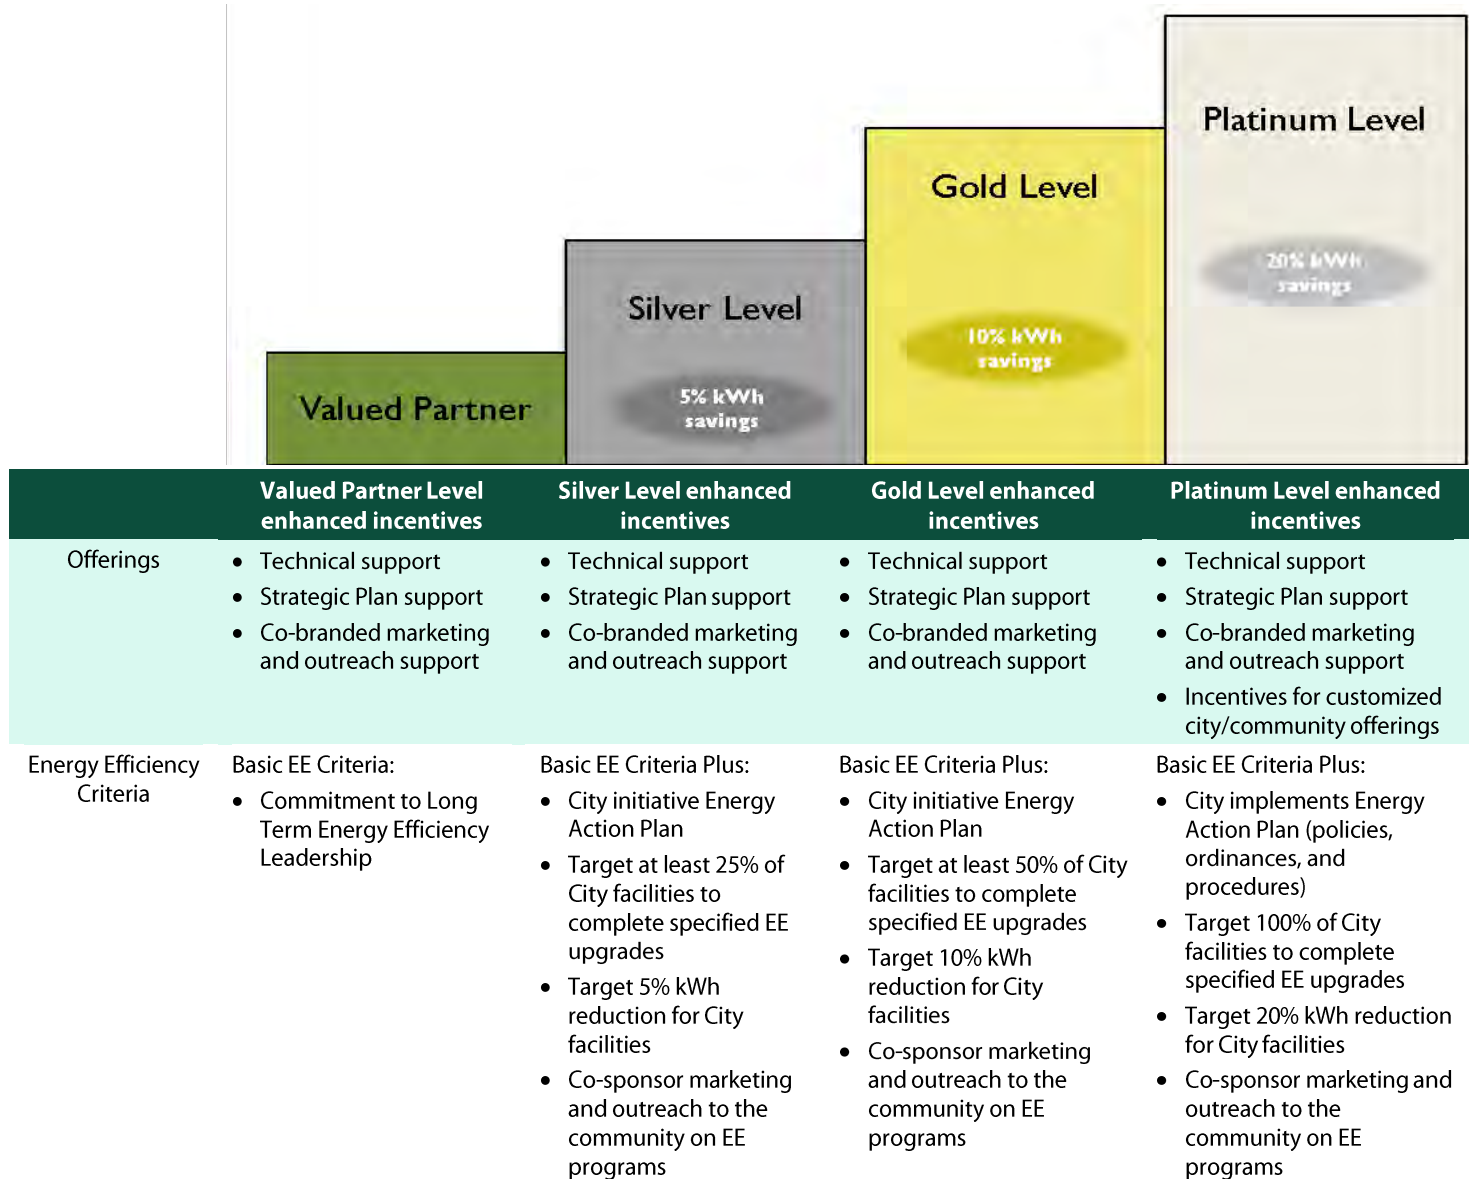 Platinum Level
20% kWh
savings
Gold Level
10% kWh
savings
Silver Level
5% kWh
savings
Valued Partner
Valued Partner Level
enhanced incentives
Silver Level enhanced
incentives
Gold Level enhanced
incentives
Platinum Level enhanced
incentives
Offerings
• Technical support
• Strategic Plan support
• Co-branded marketing
and outreach support
• Technical support
• Strategic Plan support
• Co-branded marketing
and outreach support
• Technical support
• Strategic Plan support
• Co-branded marketing
and outreach support
• Technical support
• Strategic Plan support
• Co-branded marketing
and outreach support
• Incentives for customized
city/community offerings
Energy Efficiency
Criteria
Basic EE Criteria:
• Commitment to Long
Term Energy Efficiency
Leadership
Basic EE Criteria Plus:
• City initiative Energy
Action Plan
• Target at least 25% of
City facilities to
complete specified EE
upgrades
• Target 5% kWh
reduction for City
facilities
• Co-sponsor marketing
and outreach to the
community on EE
programs
Basic EE Criteria Plus:
• City initiative Energy
Action Plan
• Target at least 50% of City
facilities to complete
specified EE upgrades
• Target 10% kWh
reduction for City
facilities
• Co-sponsor marketing
and outreach to the
community on EE
programs
Basic EE Criteria Plus:
• City implements Energy
Action Plan (policies,
ordinances, and
procedures)
• Target 100% of City
facilities to complete
specified EE upgrades
• Target 20% kWh reduction
for City facilities
• Co-sponsor marketing and
outreach to the
community on EE
programs